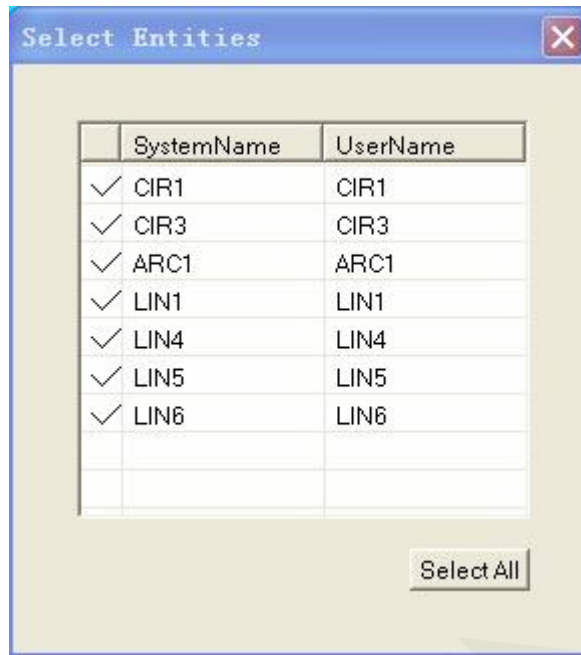 Select Entities
SystemName UserName
CIR1 CIR1
CIR3 CIR3
ARC1 ARC1
LIN1 LIN1
LIN4 LIN4
LIN5 LIN5
LIN6 LIN6
Select All